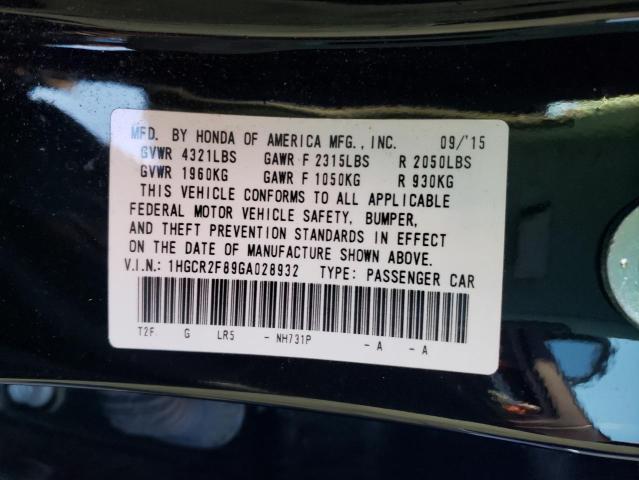 MFD. BY HONDA OF AMERICA MFG., INC. 09/'15
GVWR 4321LBS GAWR F 2315LBS R 2050LBS
GVWR 1960KG GAWR F 1050KG R 930KG
THIS VEHICLE CONFORMS TO ALL APPLICABLE
FEDERAL MOTOR VEHICLE SAFETY, BUMPER,
AND THEFT PREVENTION STANDARDS IN EFFECT
ON THE DATE OF MANUFACTURE SHOWN ABOVE.
V.I.N.: 1HGCR2F89GA028932 TYPE: PASSENGER CAR
T2F G LR5 - NH731P - A - A